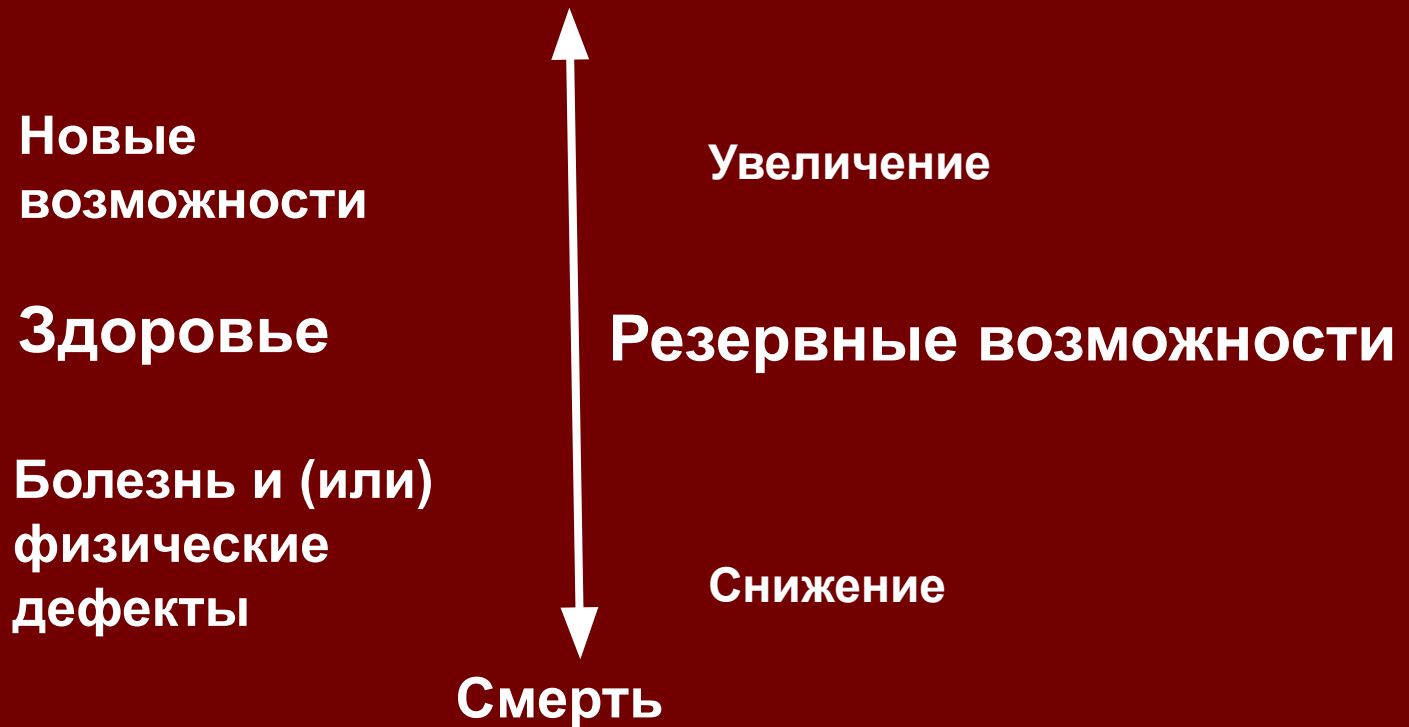 Новые
возможности
Увеличение
Здоровье
Резервные возможности
Болезнь и (или)
физические
дефекты
Снижение
Смерть